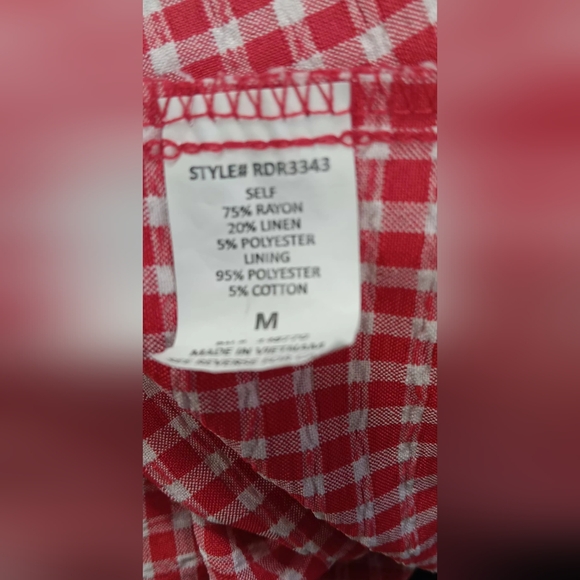 STYLE# RDR3343
SELF
75% RAYON
20% LINEN
5% POLYESTER
LINING
95% POLYESTER
5% COTTON
M
MADE IN VIETNAM